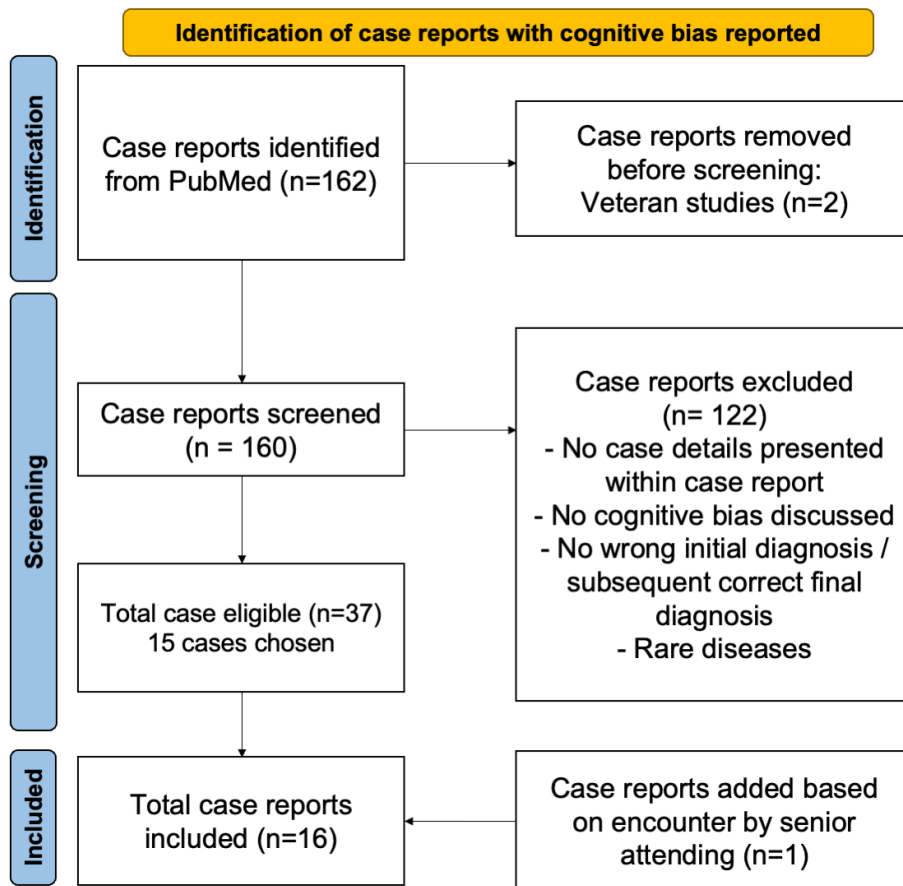 Identification of case reports with cognitive bias reported
Identification
Case reports identified
from PubMed (n=162)
Case reports removed
before screening:
Veteran studies (n=2)
Screening
Case reports screened
(n = 160)
Case reports excluded
(n= 122)
- No case details presented
within case report
- No cognitive bias discussed
- No wrong initial diagnosis /
subsequent correct final
diagnosis
- Rare diseases
Total case eligible (n=37)
15 cases chosen
Included
Total case reports
included (n=16)
Case reports added based
on encounter by senior
attending (n=1)